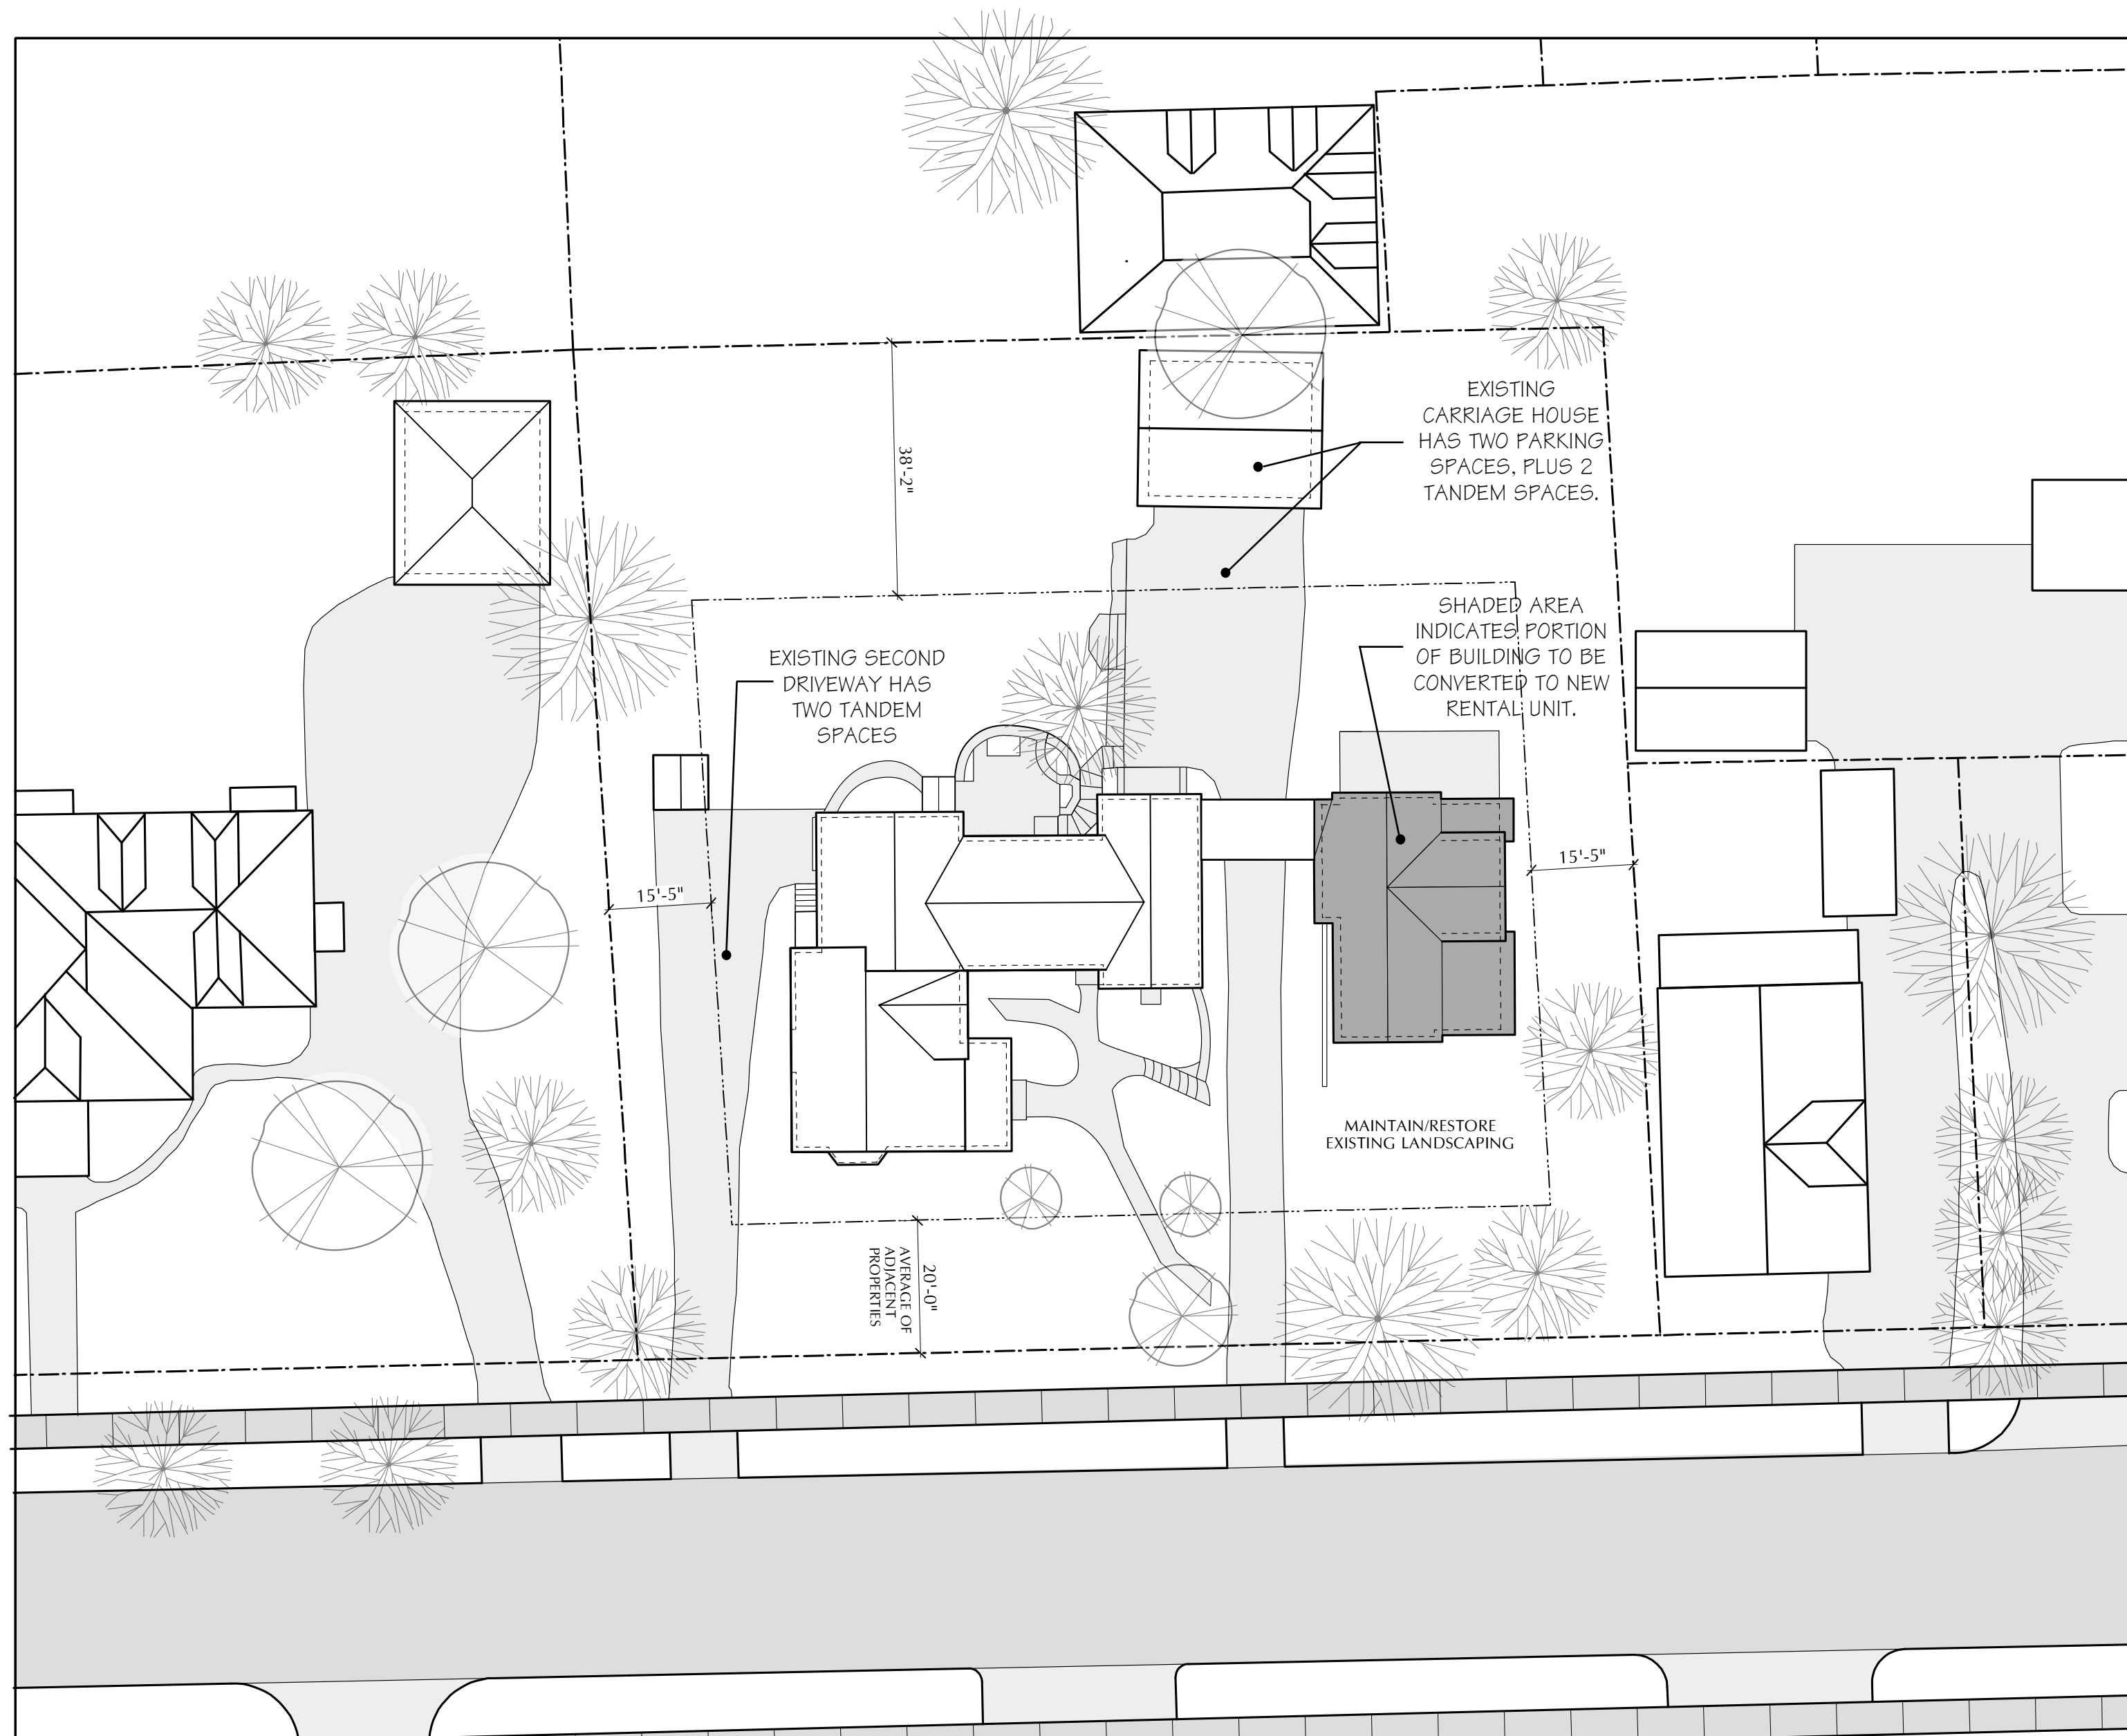 EXISTING
CARRIAGE HOUSE
HAS TWO PARKING
SPACES, PLUS 2
TANDEM SPACES.
38'-2"
SHADED AREA
INDICATES PORTION
OF BUILDING TO BE
CONVERTED TO NEW
RENTAL UNIT.
EXISTING SECOND
DRIVEWAY HAS
TWO TANDEM
SPACES
15'-5"
15'-5"
MAINTAIN/RESTORE
EXISTING LANDSCAPING
20'-0"
AVERAGE OF
ADJACENT
PROPERTIES